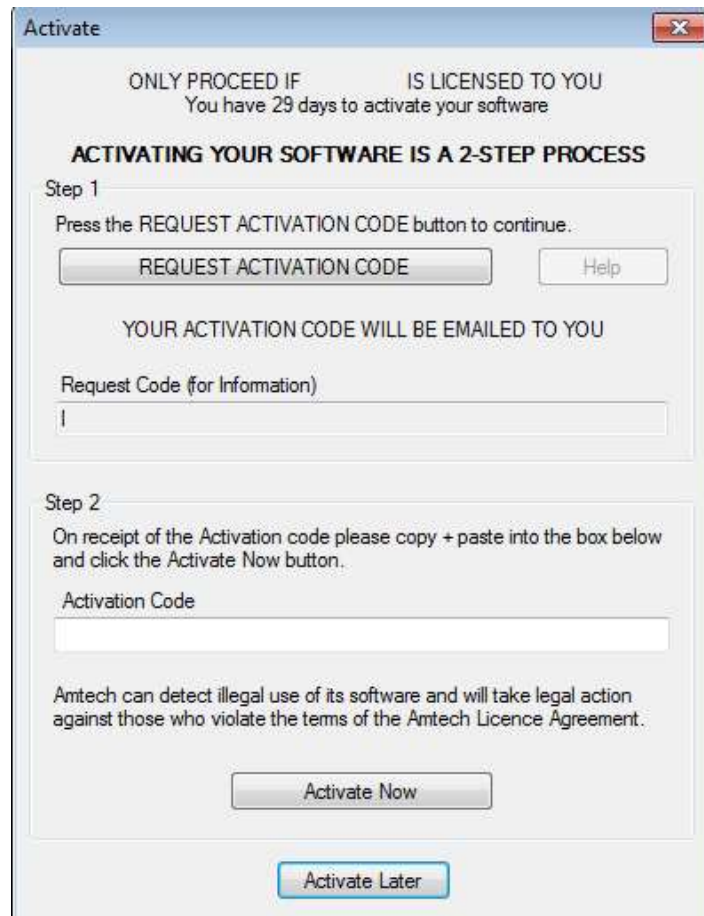 Activate
ONLY PROCEED IF IS LICENSED TO YOU
You have 29 days to activate your software
ACTIVATING YOUR SOFTWARE IS A 2-STEP PROCESS
Step 1
Press the REQUEST ACTIVATION CODE button to continue.
REQUEST ACTIVATION CODE Help
YOUR ACTIVATION CODE WILL BE EMAILED TO YOU
Request Code (for Information)
Step 2
On receipt of the Activation code please copy + paste into the box below
and click the Activate Now button.
Activation Code
Amtech can detect illegal use of its software and will take legal action
against those who violate the terms of the Amtech Licence Agreement.
Activate Now
Activate Later